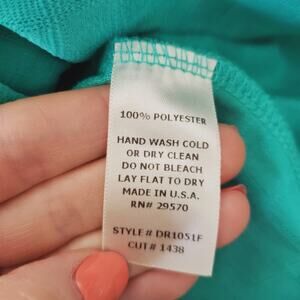 100% POLYESTER
HAND WASH COLD
OR DRY CLEAN
DO NOT BLEACH
LAY FLAT TO DRY
MADE IN U.S.A.
RN# 29570
STYLE # DR1051F
CUT # 1438